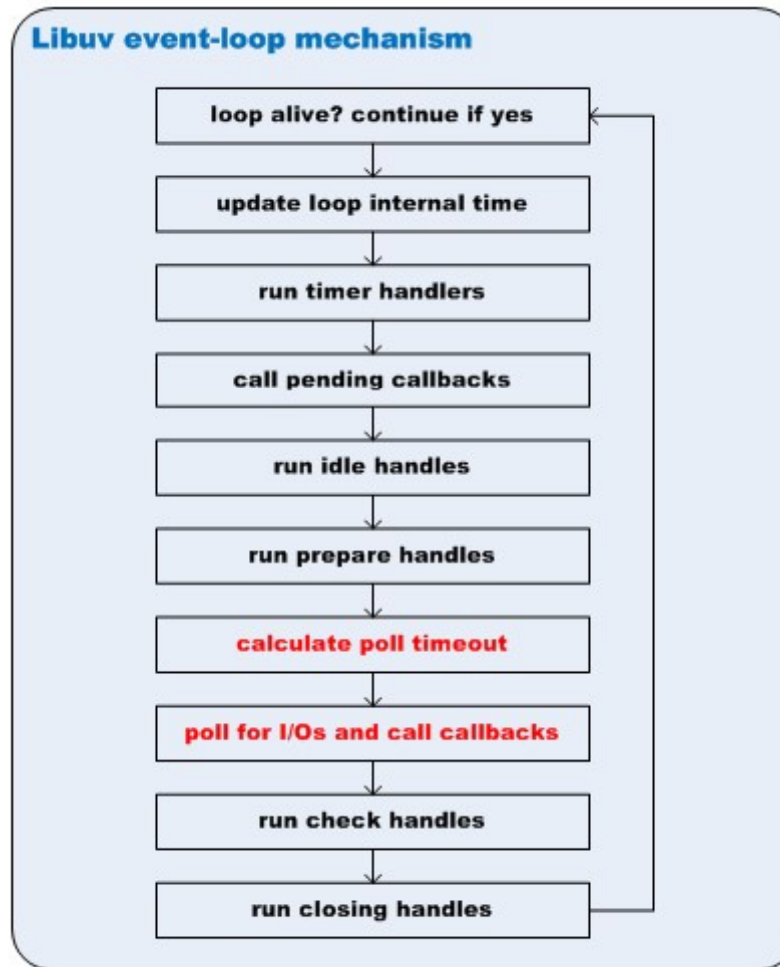 Libuv event-loop mechanism
loop alive? continue if yes
update loop internal time
run timer handlers
call pending callbacks
run idle handles
run prepare handles
calculate poll timeout
poll for I/Os and call callbacks
run check handles
run closing handles